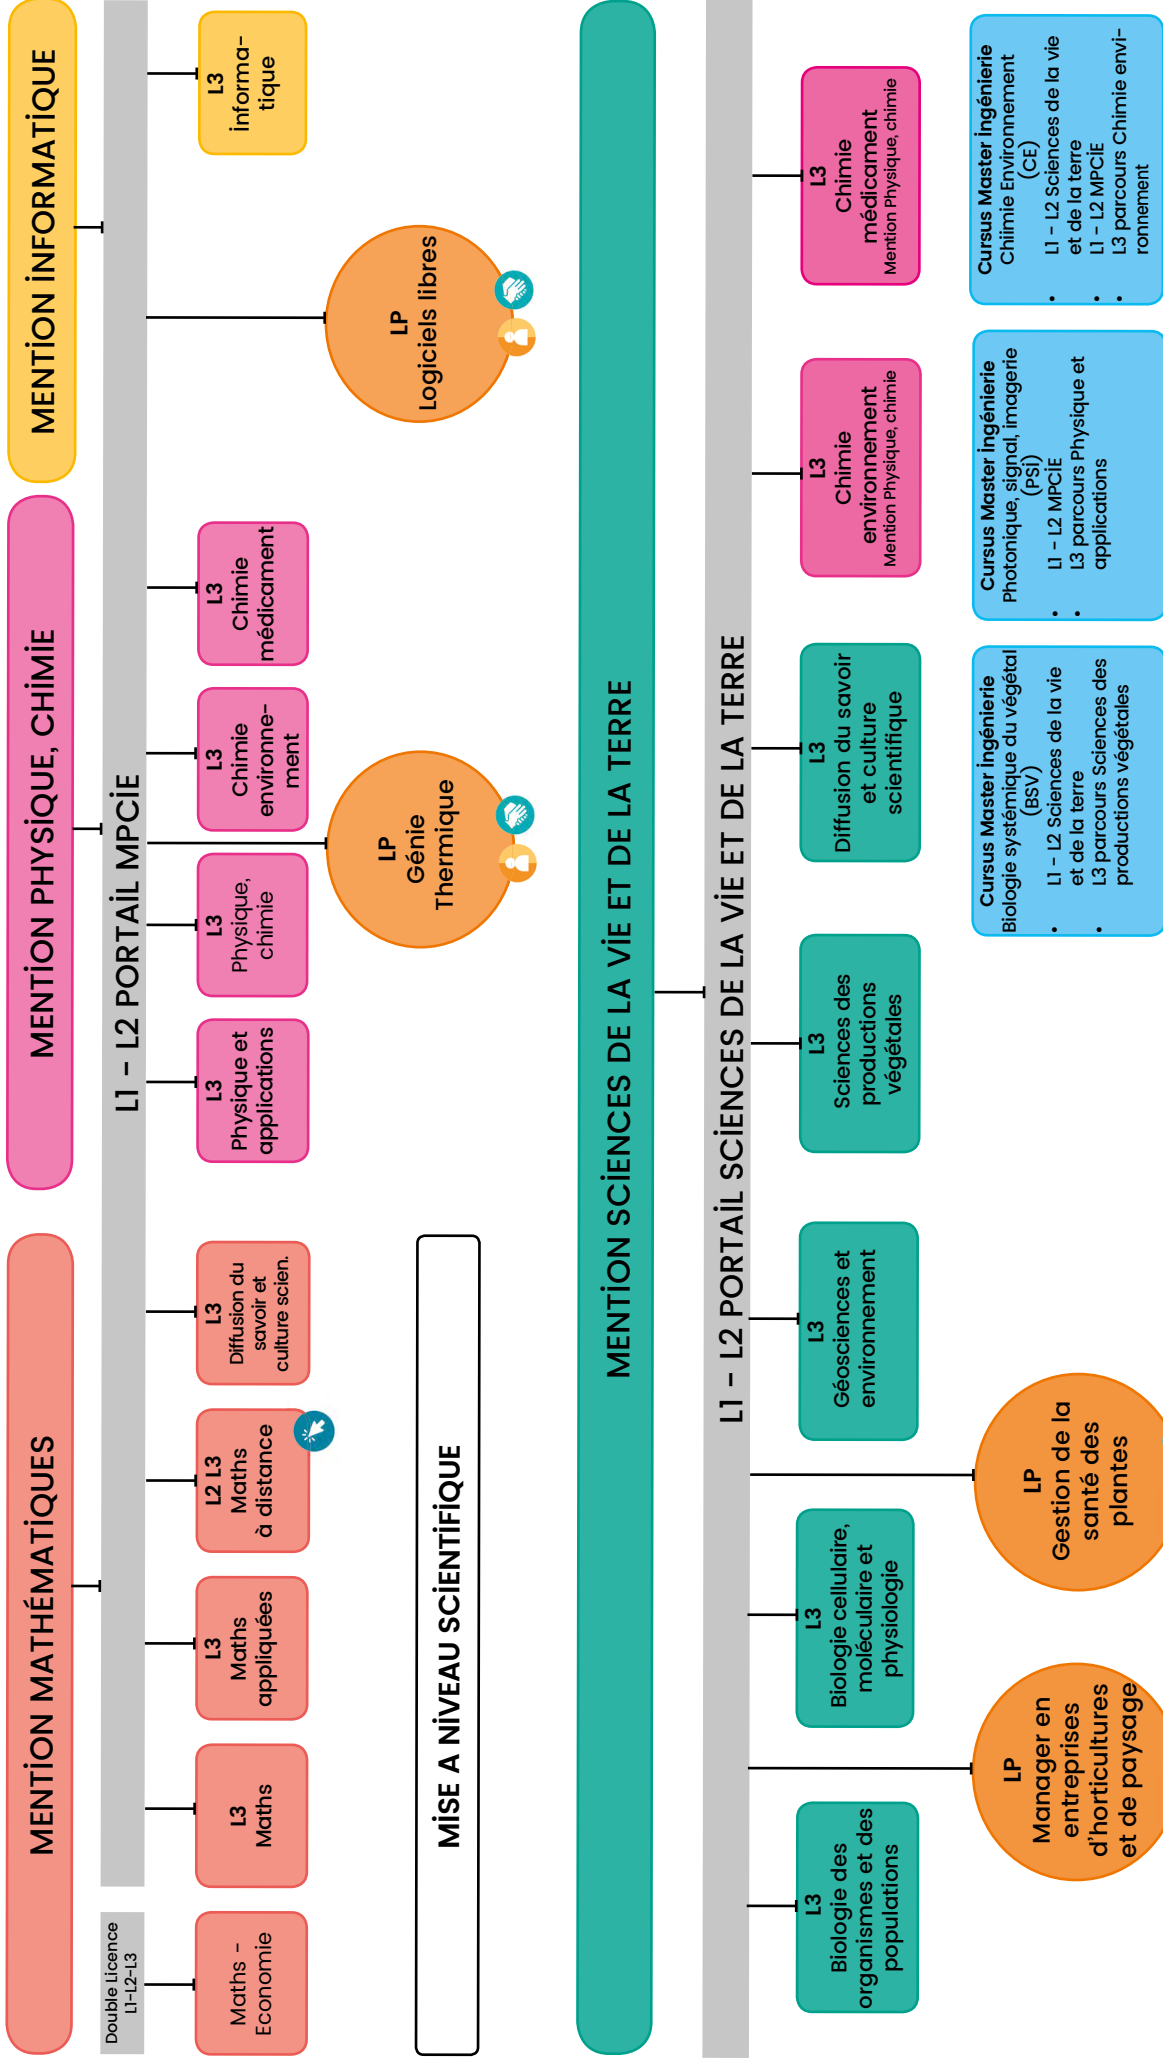 MENTION MATHÉMATIQUES
MENTION PHYSIQUE, CHIMIE
MENTION INFORMATIQUE
Double Licence
L1-L2-L3
L1 - L2 PORTAIL MPCIE
Maths -
Economie
L3
Maths
L3
Maths
appliquées
L2 L3
Maths
à distance
L3
Diffusion du
savoir et
culture scien.
L3
Physique et
applications
L3
Physique,
chimie
L3
Chimie
environne-
ment
L3
Chimie
médicament
L3
informa-
tique
LP
Génie
Thermique
LP
Logiciels libres
MISE A NIVEAU SCIENTIFIQUE
MENTION SCIENCES DE LA VIE ET DE LA TERRE
L1 - L2 PORTAIL SCIENCES DE LA VIE ET DE LA TERRE
L3
Biologie des
organismes et des
populations
L3
Biologie cellulaire,
moléculaire et
physiologie
L3
Géosciences et
environnement
L3
Sciences des
productions
végétales
L3
Diffusion du savoir
et culture
scientifique
L3
Chimie
environnement
Mention Physique, chimie
L3
Chimie
médicament
Mention Physique, chimie
LP
Manager en
entreprises
d'horticultures
et de paysage
LP
Gestion de la
santé des
plantes
Cursus Master ingénierie
Biologie systémique du végétal
(BSV)
• L1 - L2 Sciences de la vie
et de la terre
• L3 parcours Sciences des
productions végétales
Cursus Master ingénierie
Photonique, signal, imagerie
(PSI)
• L1 - L2 MPCIE
• L3 parcours Physique et
applications
Cursus Master ingénierie
Chiimie Environnement
(CE)
• L1 - L2 Sciences de la vie
et de la terre
• L1 - L2 MPCIE
• L3 parcours Chimie envi-
ronnement